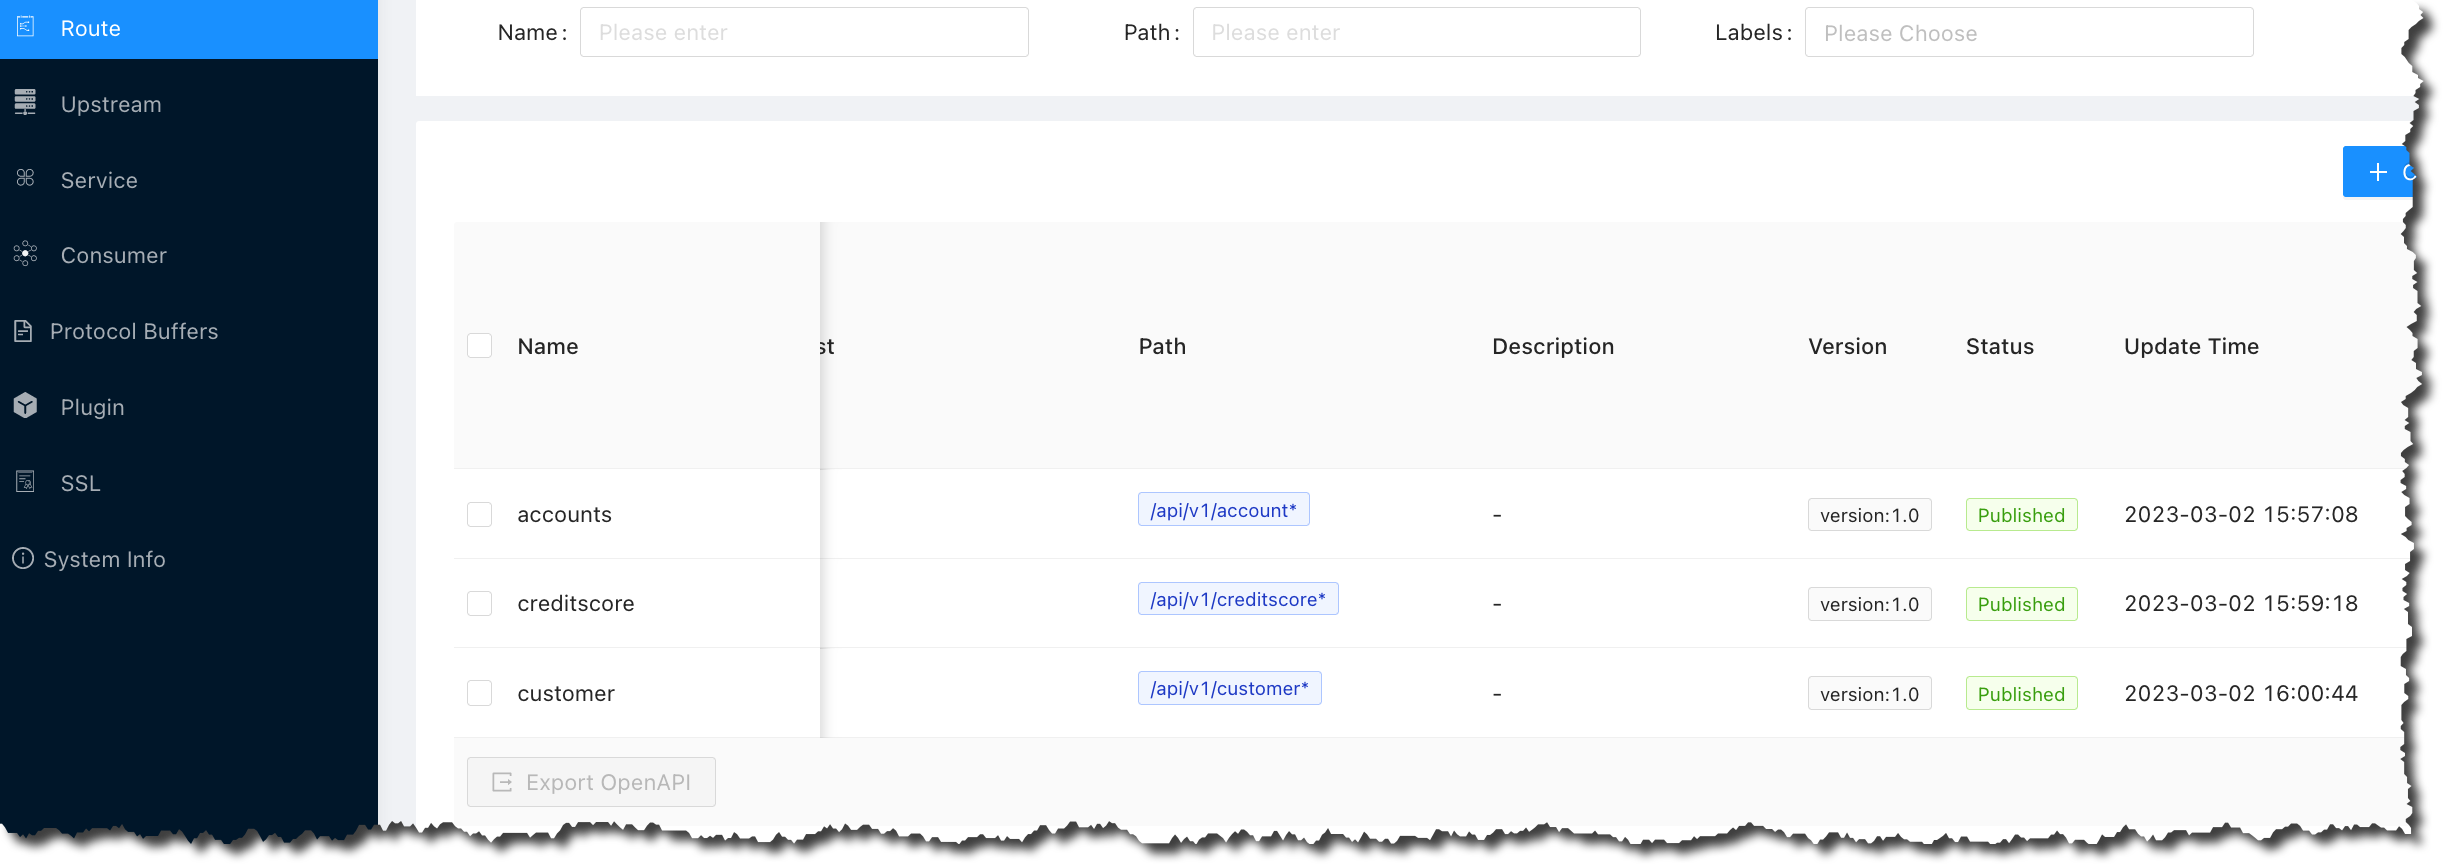 Route
Upstream
Service
Consumer
Protocol Buffers
Plugin
SSL
System Info
Name: Please enter Path: Please enter Labels: Please Choose
+ C
Name st Path Description Version Status Update Time
accounts /api/v1/account* - version:1.0 Published 2023-03-02 15:57:08
creditscore /api/v1/creditscore* - version:1.0 Published 2023-03-02 15:59:18
customer /api/v1/customer* - version:1.0 Published 2023-03-02 16:00:44
Export OpenAPI